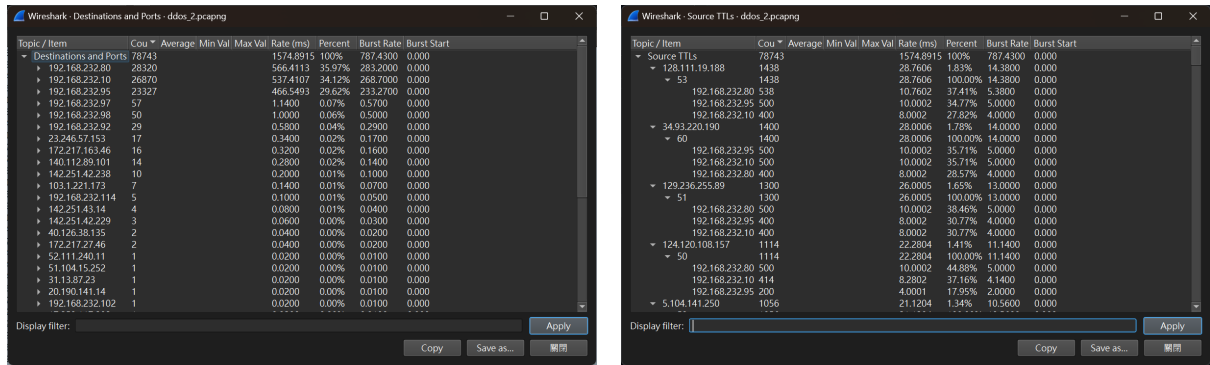 Wireshark · Destinations and Ports · ddos_2.pcapng
Topic / Item Cou Average Min Val Max Val Rate (ms) Percent Burst Rate Burst Start
Destinations and Ports 78743 1574.8915 100% 787.4300 0.000
192.168.232.80 28320 566.4113 35.97% 283.2000 0.000
192.168.232.10 26870 537.4107 34.12% 268.7000 0.000
192.168.232.95 23327 466.5493 29.62% 233.2700 0.000
192.168.232.97 57 1.1400 0.07% 0.5700 0.000
192.168.232.98 50 1.0000 0.06% 0.5000 0.000
192.168.232.92 29 0.5800 0.04% 0.2900 0.000
23.246.57.153 17 0.3400 0.02% 0.1700 0.000
172.217.163.46 16 0.3200 0.02% 0.1600 0.000
140.112.89.101 14 0.2800 0.02% 0.1400 0.000
142.251.42.238 10 0.2000 0.01% 0.1000 0.000
103.1.221.173 7 0.1400 0.01% 0.0700 0.000
192.168.232.114 5 0.1000 0.01% 0.0500 0.000
142.251.43.14 4 0.0800 0.01% 0.0400 0.000
142.251.42.229 3 0.0600 0.00% 0.0300 0.000
40.126.38.135 2 0.0400 0.00% 0.0200 0.000
172.217.27.46 2 0.0400 0.00% 0.0200 0.000
52.111.240.11 1 0.0200 0.00% 0.0100 0.000
51.104.15.252 1 0.0200 0.00% 0.0100 0.000
31.13.87.23 1 0.0200 0.00% 0.0100 0.000
20.190.141.14 1 0.0200 0.00% 0.0100 0.000
192.168.232.102 1 0.0200 0.00% 0.0100 0.000
Display filter: Apply
Copy Save as... 關閉
Wireshark · Source TTLs · ddos_2.pcapng
Topic / Item Cou Average Min Val Max Val Rate (ms) Percent Burst Rate Burst Start
Source TTLs 78743 1574.8915 100% 787.4300 0.000
128.111.19.188 1438 28.7606 1.83% 14.3800 0.000
53 1438 28.7606 100.00% 14.3800 0.000
192.168.232.80 538 10.7602 37.41% 5.3800 0.000
192.168.232.95 500 10.0002 34.77% 5.0000 0.000
192.168.232.10 400 8.0002 27.82% 4.0000 0.000
34.93.220.190 1400 28.0006 1.78% 14.0000 0.000
60 1400 28.0006 100.00% 14.0000 0.000
192.168.232.95 500 10.0002 35.71% 5.0000 0.000
192.168.232.10 500 10.0002 35.71% 5.0000 0.000
192.168.232.80 400 8.0002 28.57% 4.0000 0.000
129.236.255.89 1300 26.0005 1.65% 13.0000 0.000
51 1300 26.0005 100.00% 13.0000 0.000
192.168.232.80 500 10.0002 38.46% 5.0000 0.000
192.168.232.95 400 8.0002 30.77% 4.0000 0.000
192.168.232.10 400 8.0002 30.77% 4.0000 0.000
124.120.108.157 1114 22.2804 1.41% 11.1400 0.000
50 1114 22.2804 100.00% 11.1400 0.000
192.168.232.80 500 10.0002 44.88% 5.0000 0.000
192.168.232.10 414 8.2802 37.16% 4.1400 0.000
192.168.232.95 200 4.0001 17.95% 2.0000 0.000
5.104.141.250 1056 21.1204 1.34% 10.5600 0.000
Display filter: Apply
Copy Save as... 關閉